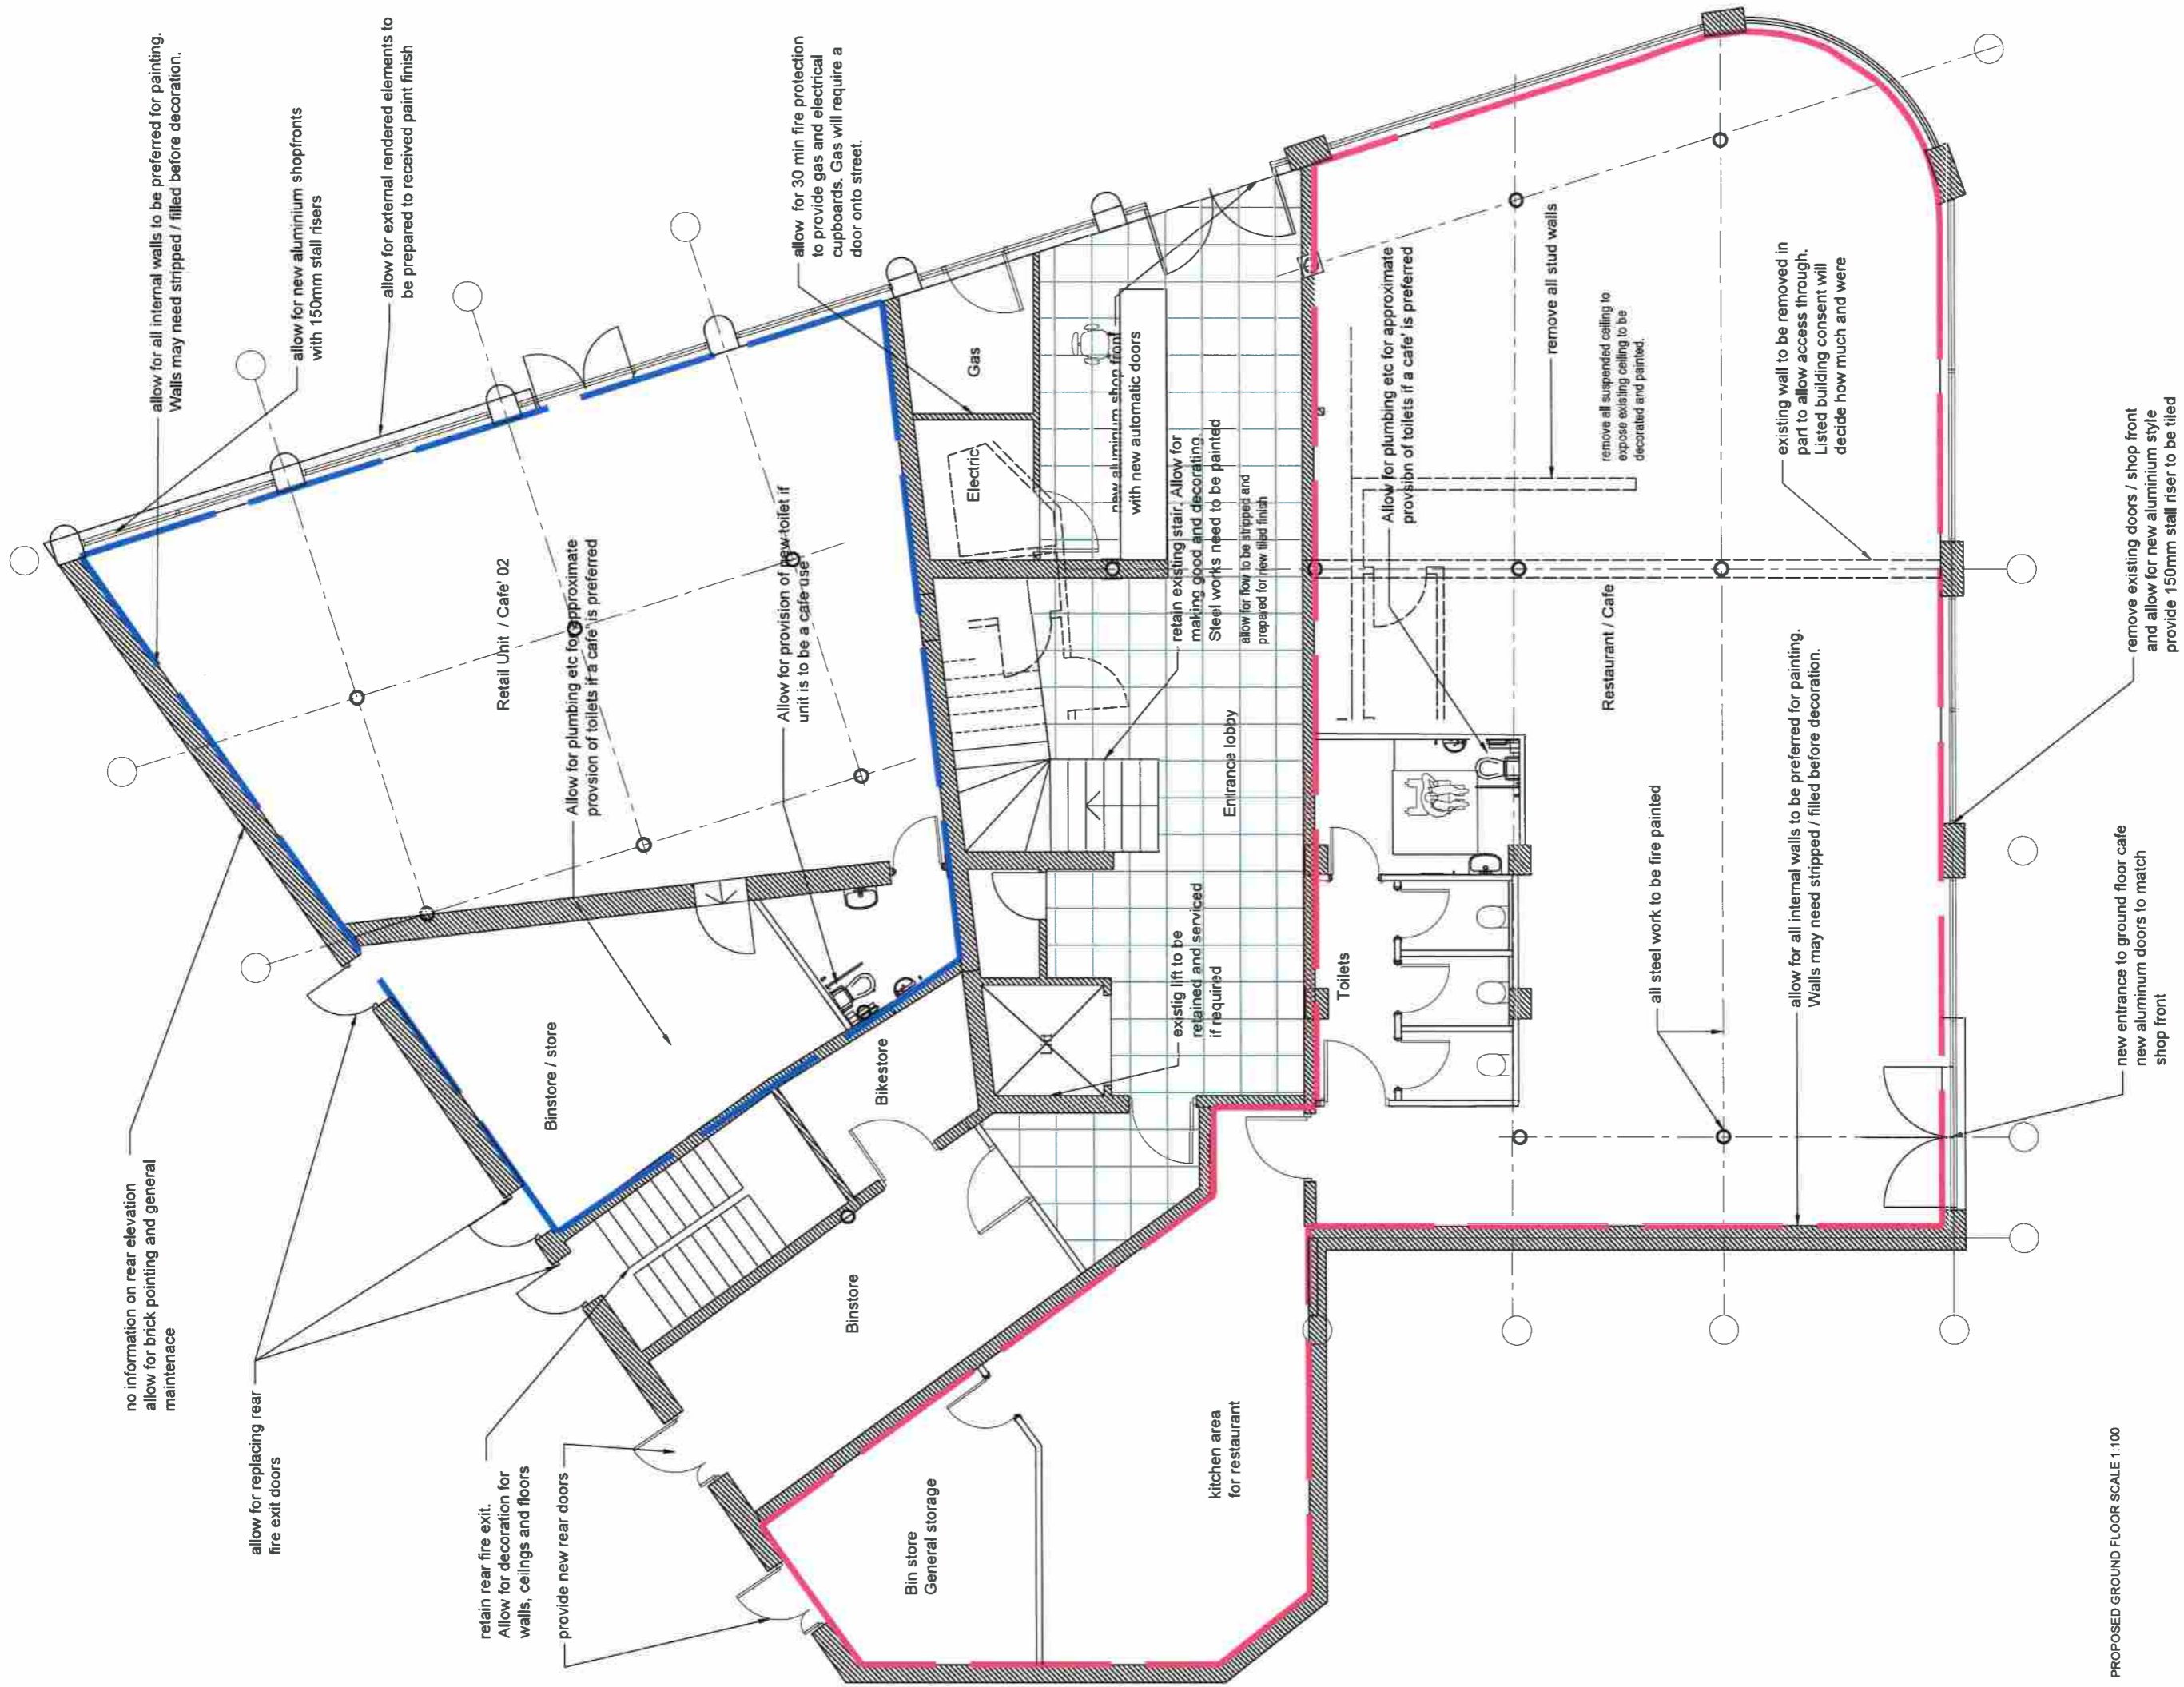 allow for all internal walls to be preferred for painting.
Walls may need stripped / filled before decoration.
allow for new aluminium shopfronts
with 150mm stall risers
allow for external rendered elements to
be prepared to received paint finish
allow for 30 min fire protection
to provide gas and electrical
cupboards. Gas will require a
door onto street.
no information on rear elevation
allow for brick pointing and general
maintenace
allow for replacing rear
fire exit doors
retain rear fire exit.
Allow for decoration for
walls, ceilngs and floors
provide new rear doors
Retail Unit / Cafe' 02
Allow for plumbing etc for approximate
provision of toilets if a cafe' is preferred
Allow for provision of new toilet if
unit is to be a cafe use
Binstore / store
Bikestore
Binstore
Gas
Electric
new aluminum shop front
with new automatic doors
retain existing stair. Allow for
making good and decorating.
Steel works need to be painted
allow for flow to be stripped and
prepared for new tiled finish
Entrance lobby
Lift
existig lift to be
retained and serviced
if required
Allow for plumbing etc for approximate
provsion of toilets if a cafe' is preferred
remove all stud walls
remove all suspended ceiling to
expose existing ceiling to be
decorated and painted.
existing wall to be removed in
part to allow access through.
Listed building consent will
decide how much and were
Restaurant / Cafe
Toilets
all steel work to be fire painted
allow for all internal walls to be preferred for painting.
Walls may need stripped / filled before decoration.
remove existing doors / shop front
and allow for new aluminium style
provide 150mm stall riser to be tiled
new entrance to ground floor cafe
new aluminum doors to match
shop front
Bin store
General storage
kitchen area
for restaurant
PROPOSED GROUND FLOOR SCALE 1:100